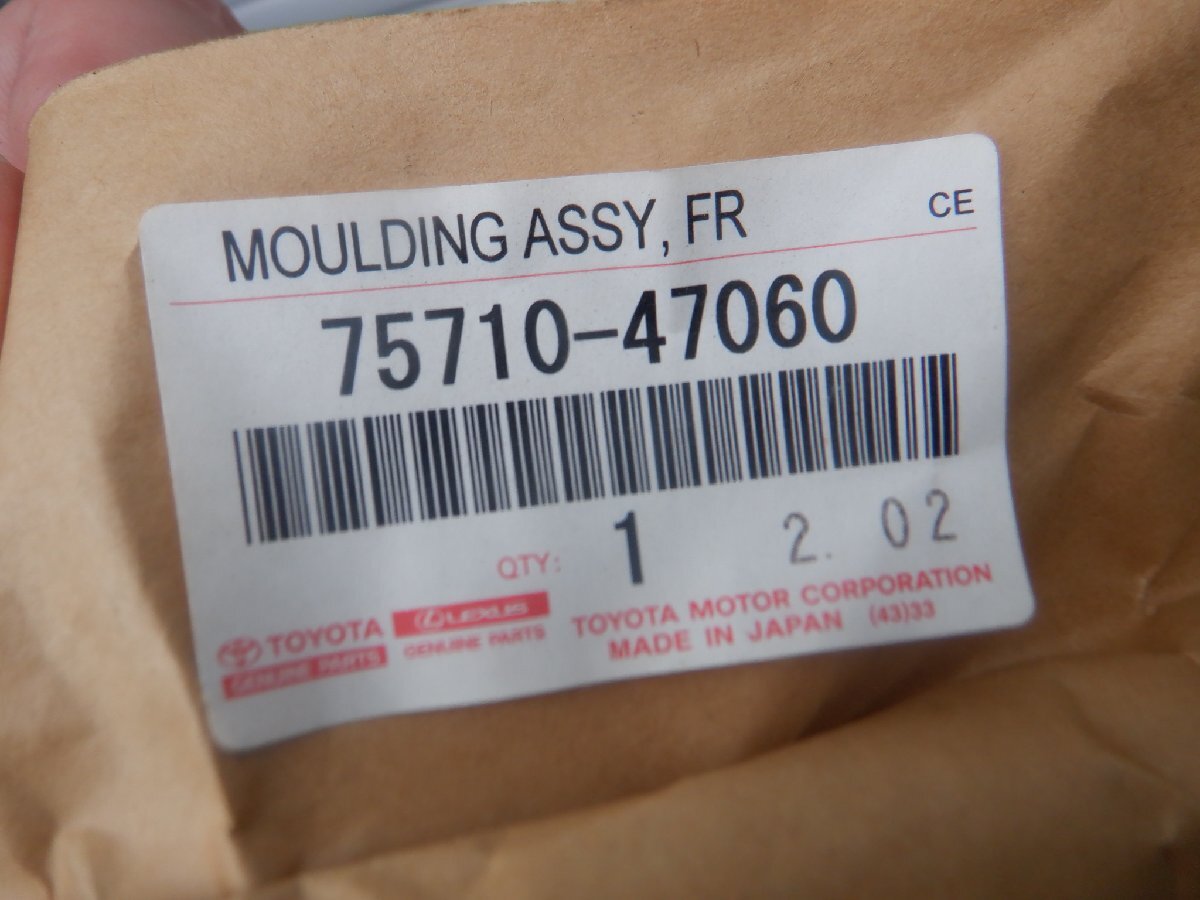 MOULDING ASSY, FR CE
75710-47060
QTY: 1 2. 02
TOYOTA LEXUS TOYOTA MOTOR CORPORATION
GENUINE PARTS GENUINE PARTS MADE IN JAPAN (43)33